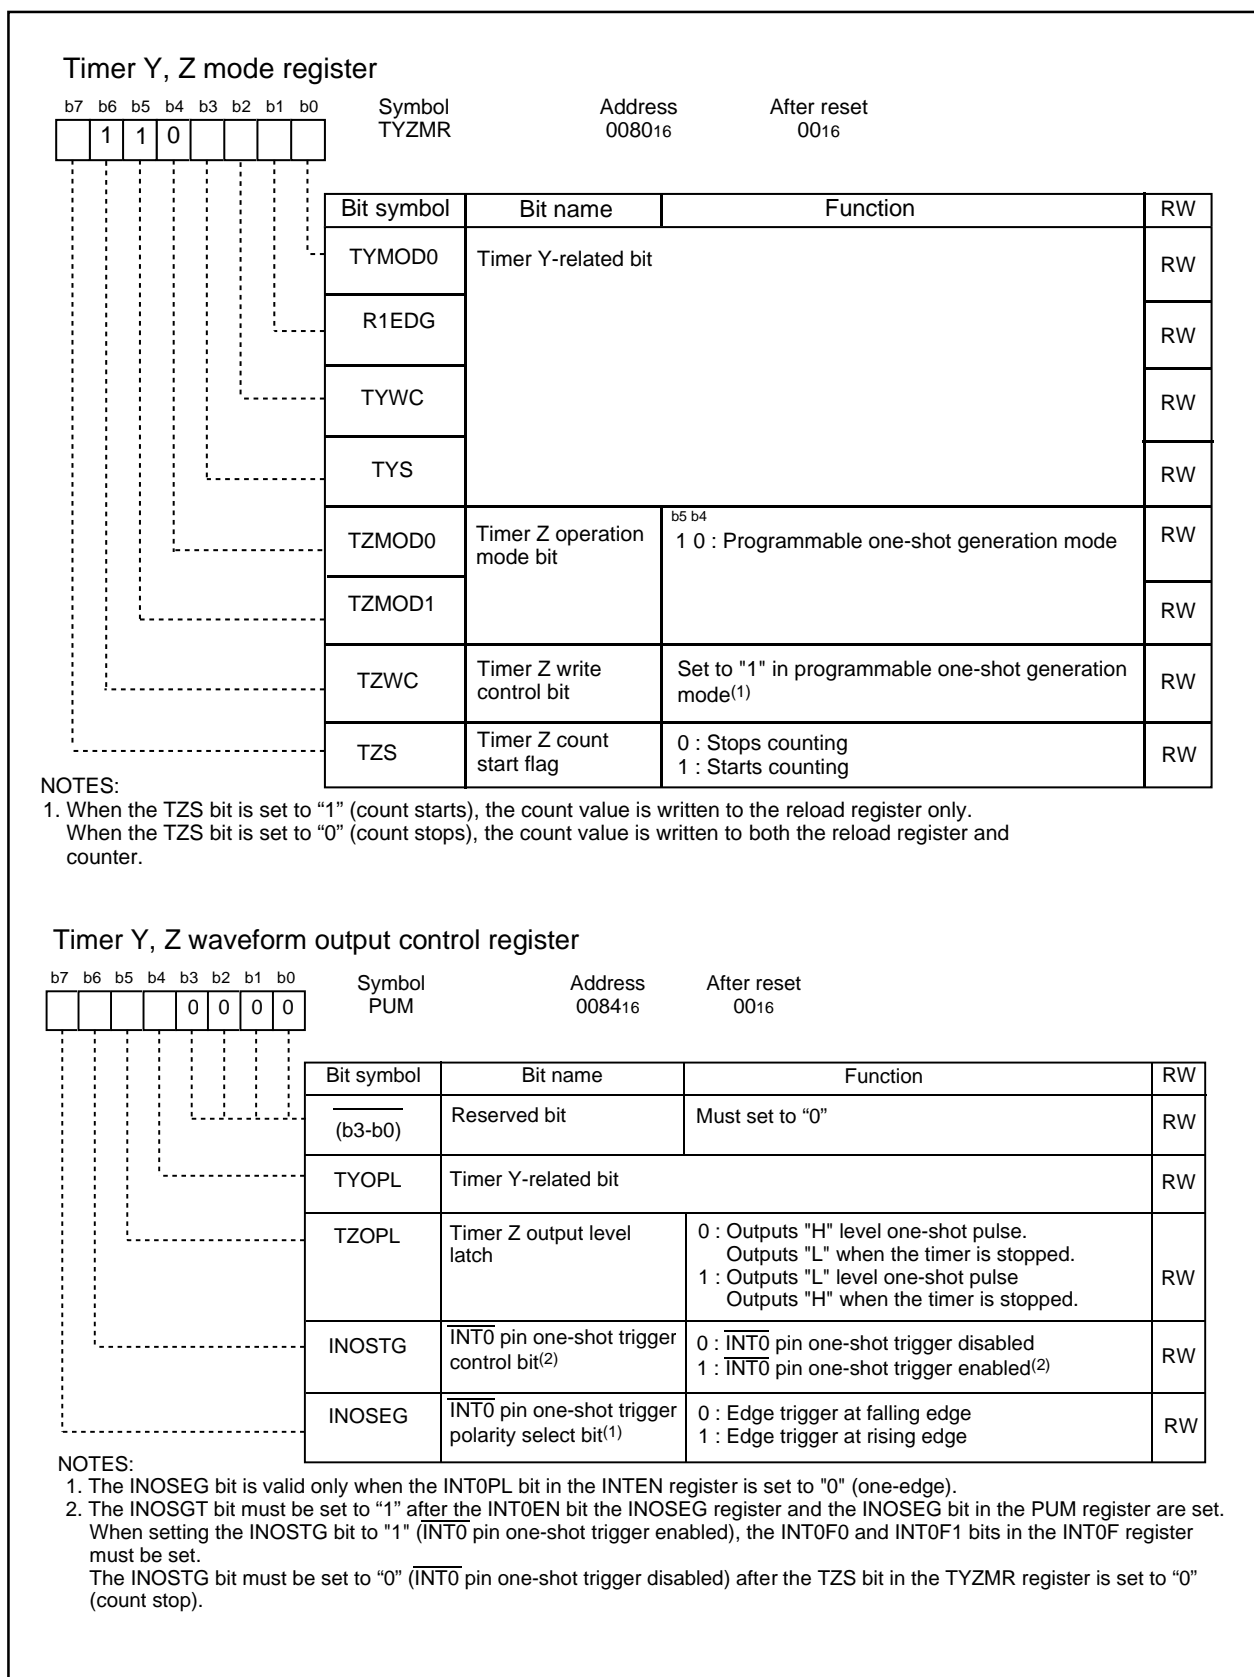 Timer Y, Z mode register
b7 b6 b5 b4 b3 b2 b1 b0
Symbol Address After reset
TYZMR 008016 0016
1 1 0
Bit symbol Bit name Function RW
TYMOD0 Timer Y-related bit RW
R1EDG RW
TYWC RW
TYS RW
TZMOD0 Timer Z operation mode bit b5 b4 RW
1 0 : Programmable one-shot generation mode
TZMOD1 RW
TZWC Timer Z write control bit Set to "1" in programmable one-shot generation mode(1) RW
TZS Timer Z count start flag 0 : Stops counting RW
1 : Starts counting
NOTES:
1. When the TZS bit is set to “1” (count starts), the count value is written to the reload register only.
When the TZS bit is set to “0” (count stops), the count value is written to both the reload register and
counter.
Timer Y, Z waveform output control register
b7 b6 b5 b4 b3 b2 b1 b0
Symbol Address After reset
PUM 008416 0016
0 0 0 0
Bit symbol Bit name Function RW
(b3-b0) Reserved bit Must set to “0” RW
TYOPL Timer Y-related bit RW
TZOPL Timer Z output level latch 0 : Outputs "H" level one-shot pulse.
Outputs "L" when the timer is stopped.
1 : Outputs "L" level one-shot pulse RW
Outputs "H" when the timer is stopped.
INOSTG INT0 pin one-shot trigger control bit(2) 0 : INT0 pin one-shot trigger disabled RW
1 : INT0 pin one-shot trigger enabled(2)
INOSEG INT0 pin one-shot trigger polarity select bit(1) 0 : Edge trigger at falling edge RW
1 : Edge trigger at rising edge
NOTES:
1. The INOSEG bit is valid only when the INT0PL bit in the INTEN register is set to "0" (one-edge).
2. The INOSGT bit must be set to “1” after the INT0EN bit the INOSEG register and the INOSEG bit in the PUM register are set.
When setting the INOSTG bit to "1" (INT0 pin one-shot trigger enabled), the INT0F0 and INT0F1 bits in the INT0F register
must be set.
The INOSTG bit must be set to “0” (INT0 pin one-shot trigger disabled) after the TZS bit in the TYZMR register is set to “0”
(count stop).